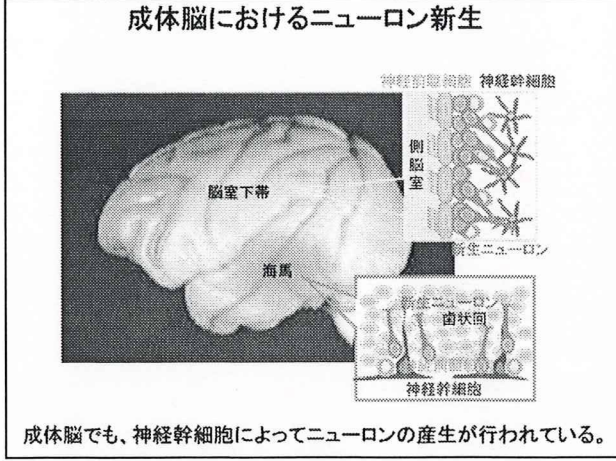 成体脳におけるニューロン新生
神経前駆細胞 神経幹細胞
側脳室
脳室下帯
新生ニューロン
海馬
新生ニューロン
歯状回
神経幹細胞
成体脳でも、神経幹細胞によってニューロンの産生が行われている。